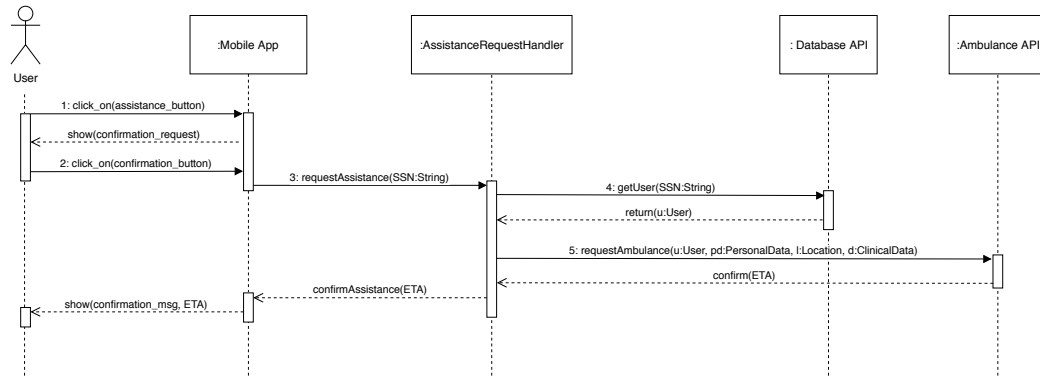 :Mobile App
:AssistanceRequestHandler
: Database API
:Ambulance API
User
1: click_on(assistance_button)
show(confirmation_request)
2: click_on(confirmation_button)
3: requestAssistance(SSN:String)
4: getUser(SSN:String)
return(u:User)
5: requestAmbulance(u:User, pd:PersonalData, l:Location, d:ClinicalData)
confirm(ETA)
confirmAssistance(ETA)
show(confirmation_msg, ETA)